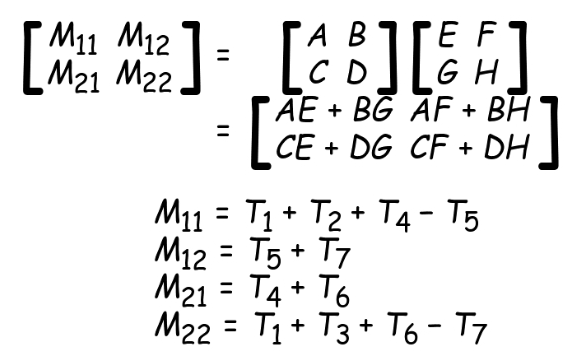 [M₁₁ M₁₂] = [A B] [E F]
[M₂₁ M₂₂] [C D] [G H]
= [AE + BG AF + BH]
[CE + DG CF + DH]
M₁₁ = T₁ + T₂ + T₄ − T₅
M₁₂ = T₅ + T₇
M₂₁ = T₄ + T₆
M₂₂ = T₁ + T₃ + T₆ − T₇